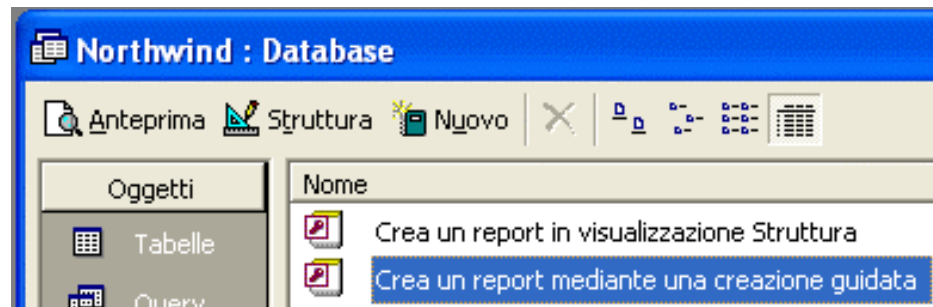 Northwind : Database
Anteprima Struttura Nuovo
Oggetti Nome
Tabelle Crea un report in visualizzazione Struttura
Query Crea un report mediante una creazione guidata